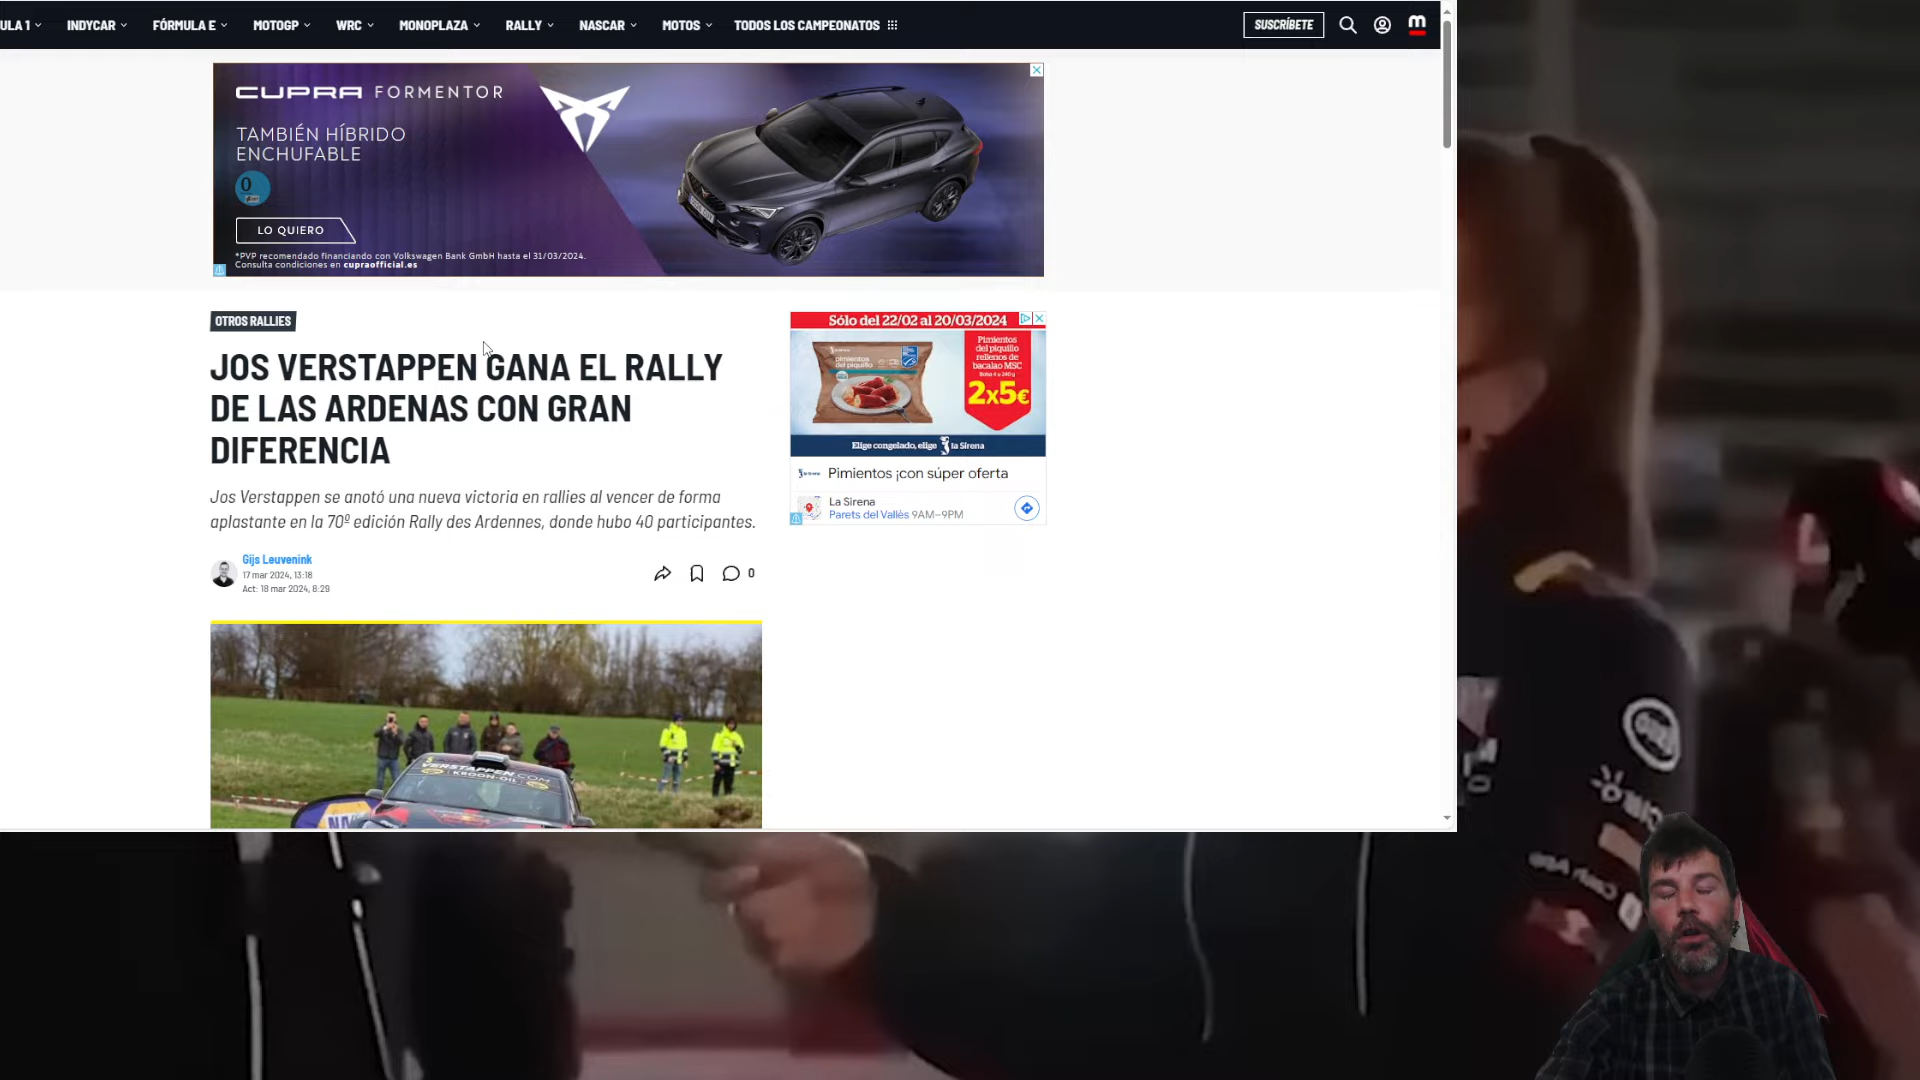 ULA 1
INDYCAR
FÓRMULA E
MOTOGP
WRC
MONOPLAZA
RALLY
NASCAR
MOTOS
TODOS LOS CAMPEONATOS
SUSCRÍBETE
CUPRA FORMENTOR
TAMBIÉN HÍBRIDO
ENCHUFABLE
0
LO QUIERO
*PVP recomendado financiando con Volkswagen Bank GmbH hasta el 31/03/2024.
Consulta condiciones en cupraofficial.es
OTROS RALLIES
JOS VERSTAPPEN GANA EL RALLY
DE LAS ARDENAS CON GRAN
DIFERENCIA
Jos Verstappen se anotó una nueva victoria en rallies al vencer de forma
aplastante en la 70º edición Rally des Ardennes, donde hubo 40 participantes.
Gijs Leuvenink
17 mar 2024, 13:18
Act: 18 mar 2024, 8:29
0
Sólo del 22/02 al 20/03/2024
Pimientos
del piquillo
rellenos de
bacalao MSC
2x5€
Elige congelado, elige la Sirena
Pimientos ¡con súper oferta
La Sirena
Parets del Vallès 9AM–9PM
VERSTAPPEN.COM
KROON-OIL